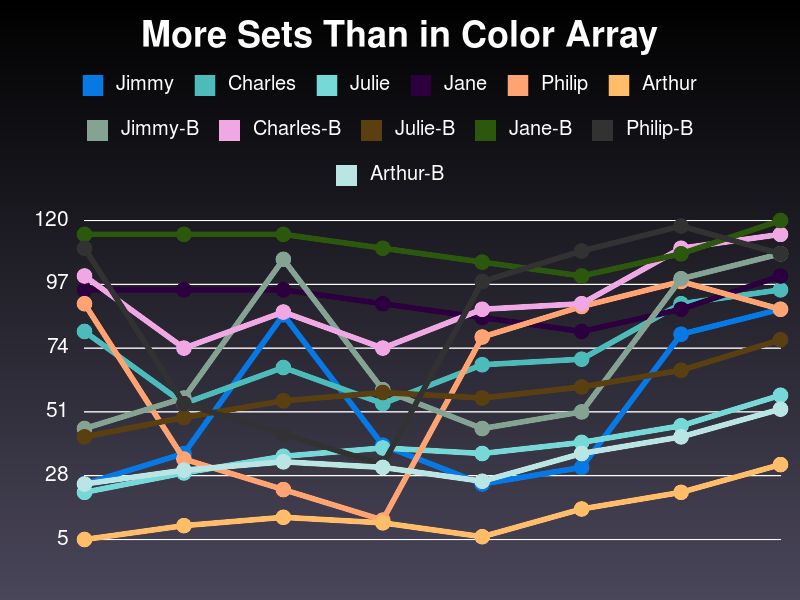 More Sets Than in Color Array
Jimmy Charles Julie Jane Philip Arthur
Jimmy-B Charles-B Julie-B Jane-B Philip-B
Arthur-B
120
97
74
51
28
5